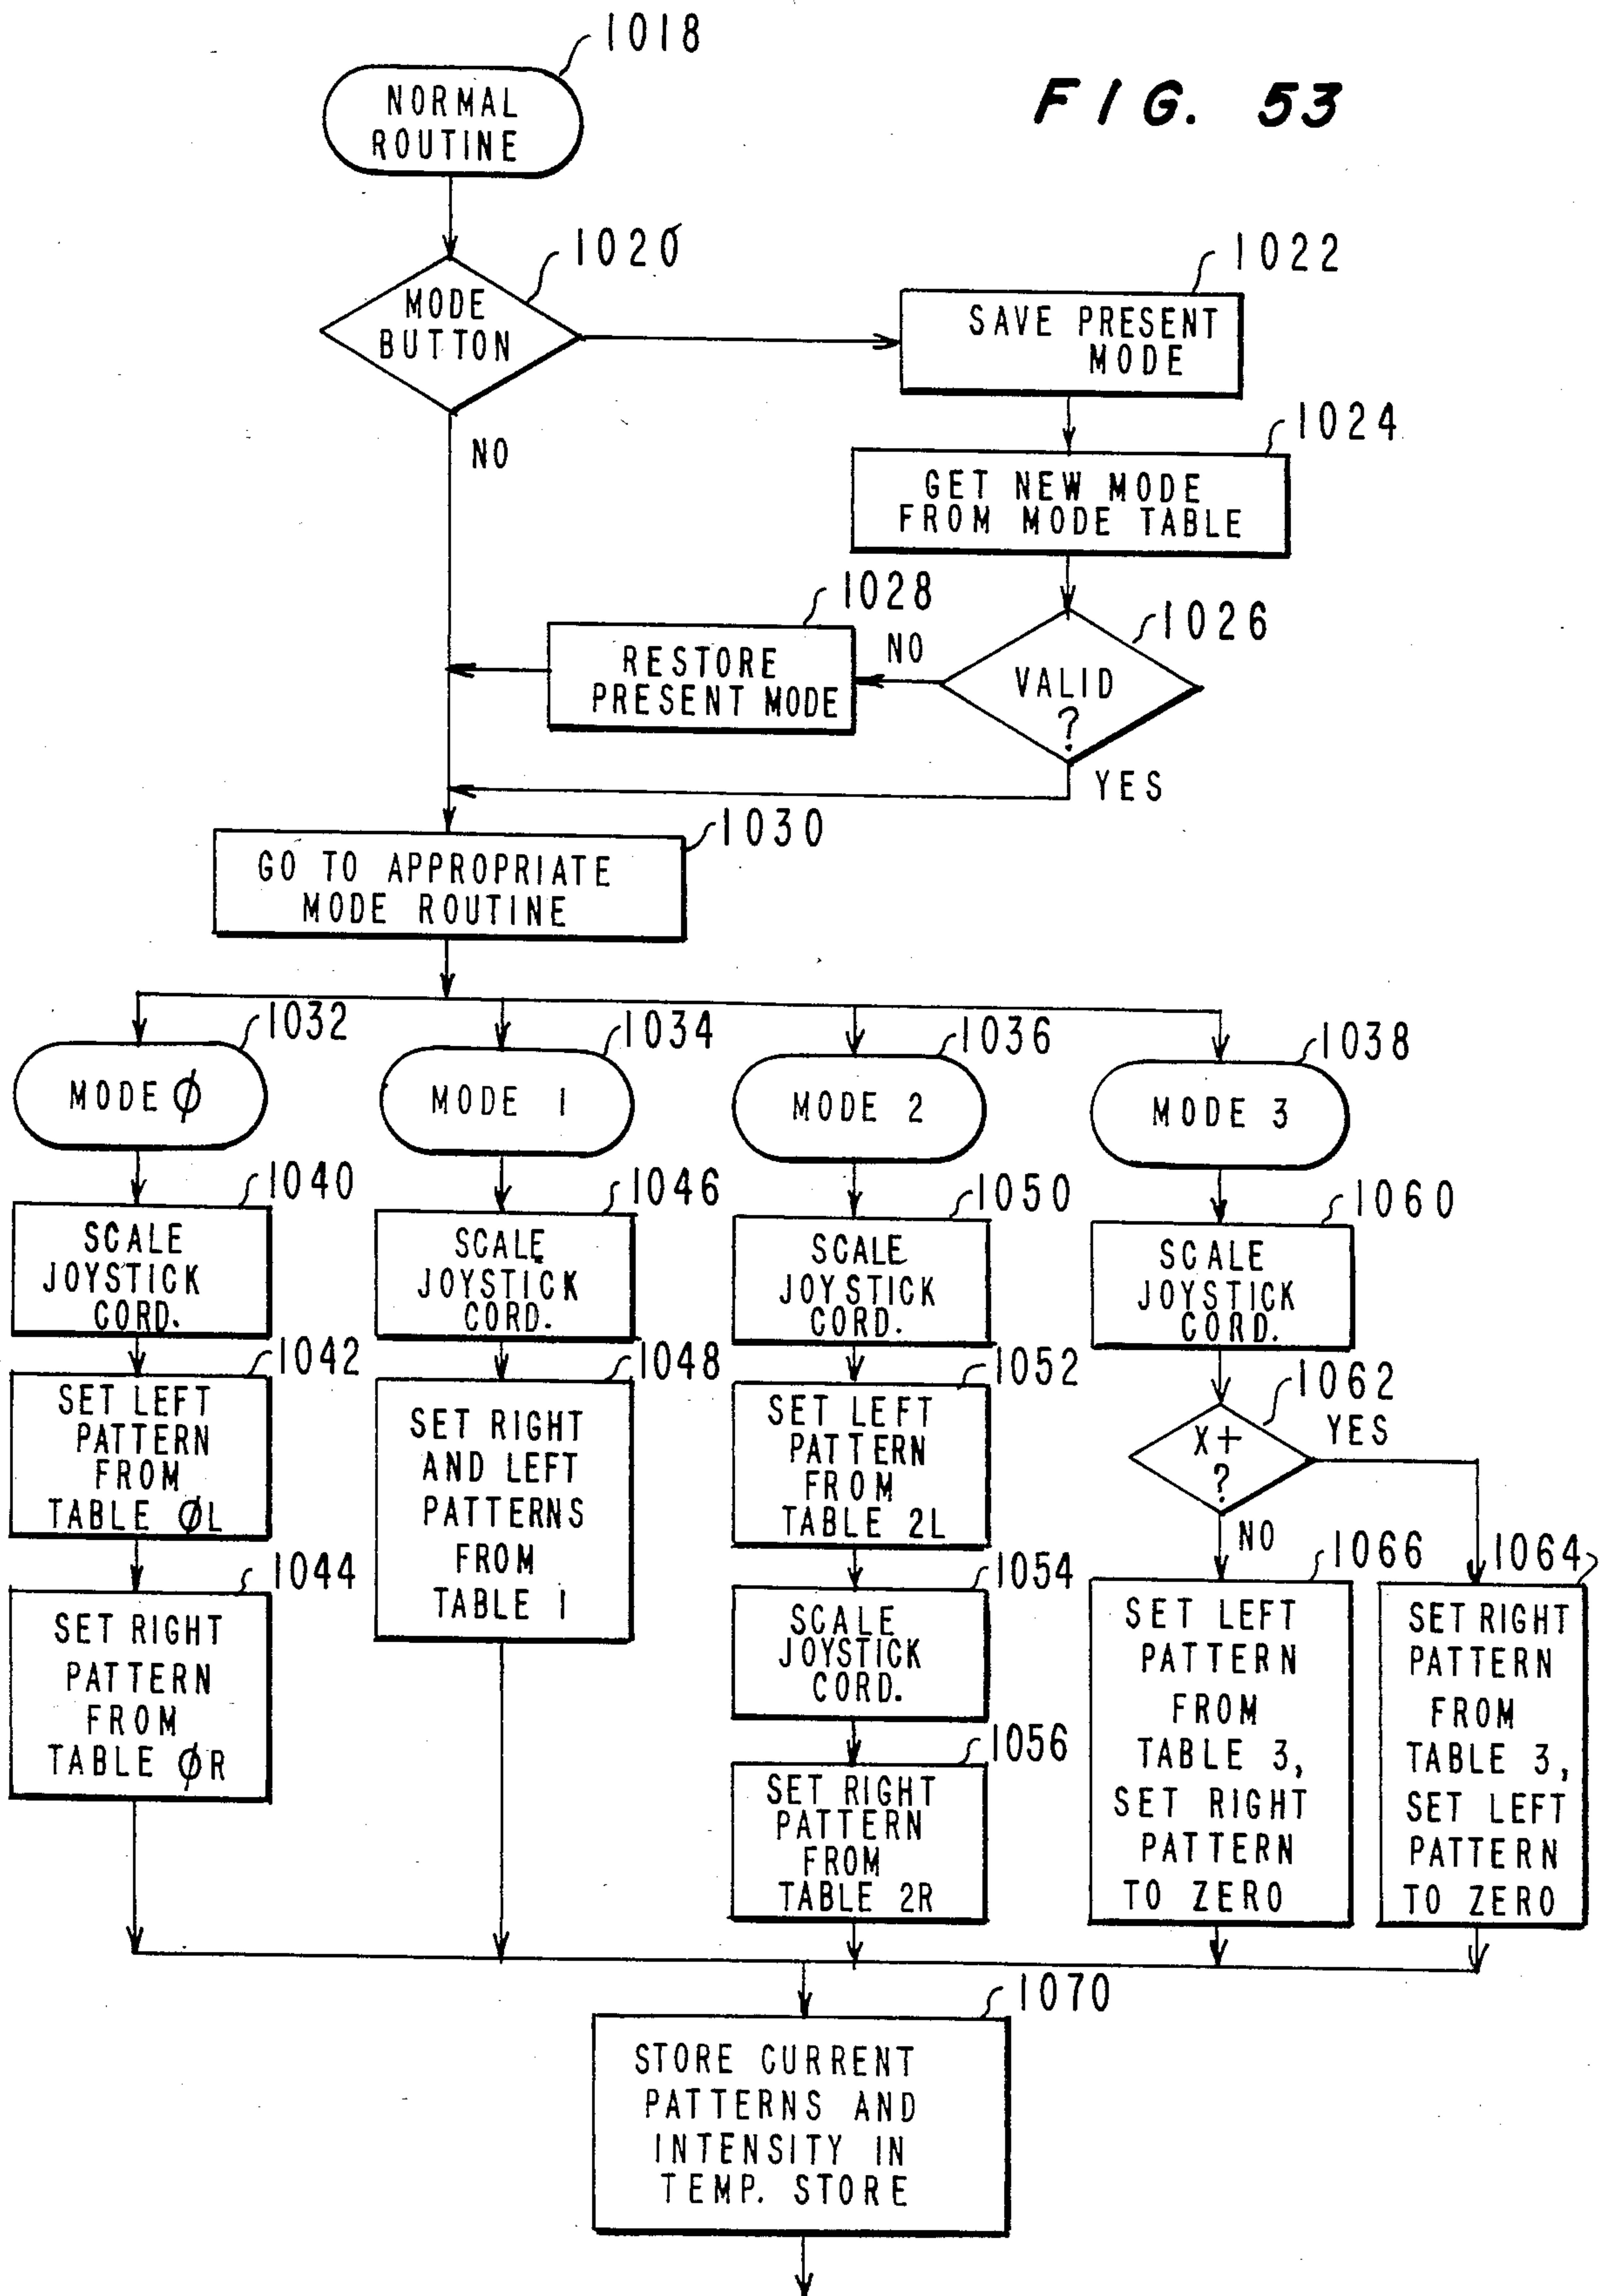 FIG. 53
1018
NORMAL
ROUTINE
1020
MODE
BUTTON
NO
1022
SAVE PRESENT
MODE
1024
GET NEW MODE
FROM MODE TABLE
1026
VALID
?
NO
YES
1028
RESTORE
PRESENT MODE
1030
GO TO APPROPRIATE
MODE ROUTINE
1032
MODE Ø
1034
MODE 1
1036
MODE 2
1038
MODE 3
1040
SCALE
JOYSTICK
CORD.
1042
SET LEFT
PATTERN
FROM
TABLE ØL
1044
SET RIGHT
PATTERN
FROM
TABLE ØR
1046
SCALE
JOYSTICK
CORD.
1048
SET RIGHT
AND LEFT
PATTERNS
FROM
TABLE 1
1050
SCALE
JOYSTICK
CORD.
1052
SET LEFT
PATTERN
FROM
TABLE 2L
1054
SCALE
JOYSTICK
CORD.
1056
SET RIGHT
PATTERN
FROM
TABLE 2R
1060
SCALE
JOYSTICK
CORD.
1062
X+
?
YES
NO
1066
SET LEFT
PATTERN
FROM
TABLE 3,
SET RIGHT
PATTERN
TO ZERO
1064
SET RIGHT
PATTERN
FROM
TABLE 3,
SET LEFT
PATTERN
TO ZERO
1070
STORE CURRENT
PATTERNS AND
INTENSITY IN
TEMP. STORE